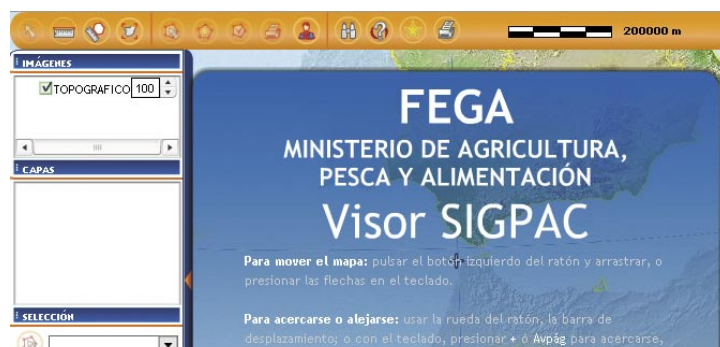 200000 m
IMÁGENES
TOPOGRAFICO 100
CAPAS
SELECCIÓN
FEGA
MINISTERIO DE AGRICULTURA,
PESCA Y ALIMENTACIÓN
Visor SIGPAC
Para mover el mapa: pulsar el botón izquierdo del ratón y arrastrar, o
presionar las flechas en el teclado.
Para acercarse o alejarse: usar la rueda del ratón, la barra de
desplazamiento; o con el teclado, presionar + ó Avpág para acercarse,